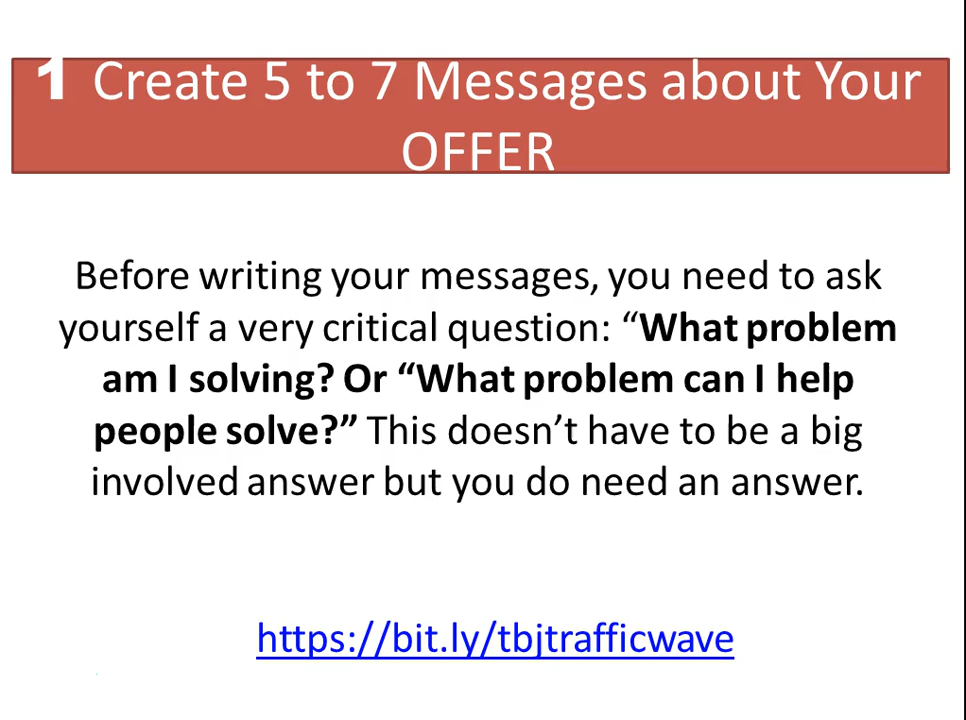 1 Create 5 to 7 Messages about Your
OFFER
Before writing your messages, you need to ask
yourself a very critical question: “What problem
am I solving? Or “What problem can I help
people solve?” This doesn’t have to be a big
involved answer but you do need an answer.
https://bit.ly/tbjtrafficwave